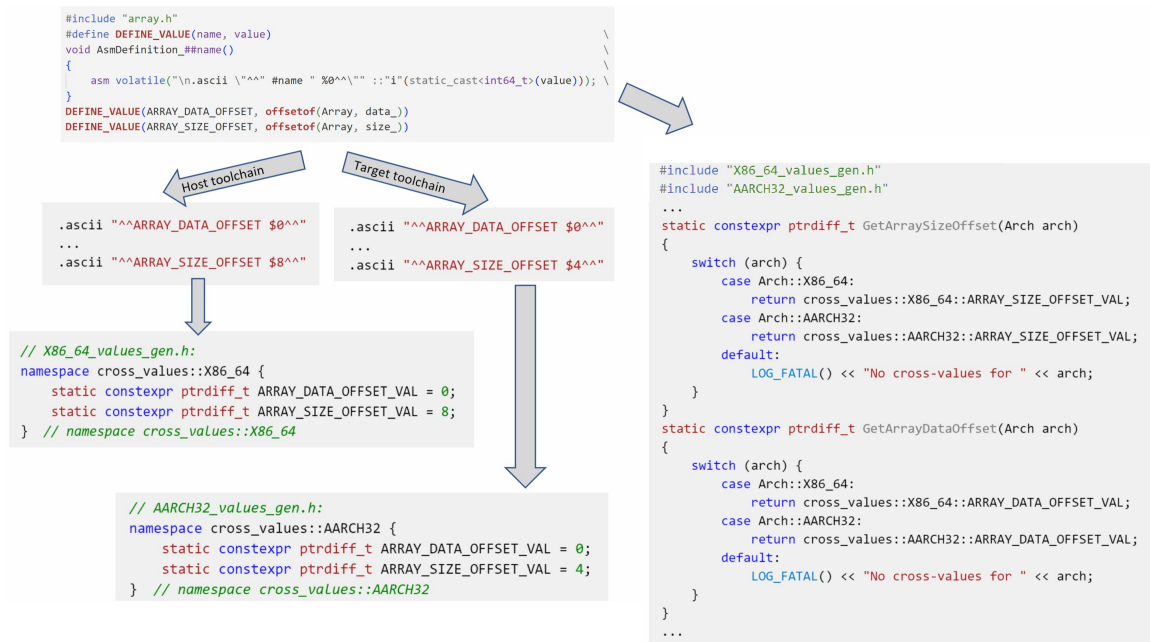 #include "array.h"
#define DEFINE_VALUE(name, value) \
void AsmDefinition_##name() \
{ \
    asm volatile("\n.ascii \"^^" #name " %0^^\"" ::"i"(static_cast<int64_t>(value))); \
}
DEFINE_VALUE(ARRAY_DATA_OFFSET, offsetof(Array, data_))
DEFINE_VALUE(ARRAY_SIZE_OFFSET, offsetof(Array, size_))
Host toolchain
Target toolchain
.ascii "^^ARRAY_DATA_OFFSET $0^^"
...
.ascii "^^ARRAY_SIZE_OFFSET $8^^"
.ascii "^^ARRAY_DATA_OFFSET $0^^"
...
.ascii "^^ARRAY_SIZE_OFFSET $4^^"
// X86_64_values_gen.h:
namespace cross_values::X86_64 {
    static constexpr ptrdiff_t ARRAY_DATA_OFFSET_VAL = 0;
    static constexpr ptrdiff_t ARRAY_SIZE_OFFSET_VAL = 8;
}  // namespace cross_values::X86_64
// AARCH32_values_gen.h:
namespace cross_values::AARCH32 {
    static constexpr ptrdiff_t ARRAY_DATA_OFFSET_VAL = 0;
    static constexpr ptrdiff_t ARRAY_SIZE_OFFSET_VAL = 4;
}  // namespace cross_values::AARCH32
#include "X86_64_values_gen.h"
#include "AARCH32_values_gen.h"
...
static constexpr ptrdiff_t GetArraySizeOffset(Arch arch)
{
    switch (arch) {
        case Arch::X86_64:
            return cross_values::X86_64::ARRAY_SIZE_OFFSET_VAL;
        case Arch::AARCH32:
            return cross_values::AARCH32::ARRAY_SIZE_OFFSET_VAL;
        default:
            LOG_FATAL() << "No cross-values for " << arch;
    }
}
static constexpr ptrdiff_t GetArrayDataOffset(Arch arch)
{
    switch (arch) {
        case Arch::X86_64:
            return cross_values::X86_64::ARRAY_DATA_OFFSET_VAL;
        case Arch::AARCH32:
            return cross_values::AARCH32::ARRAY_DATA_OFFSET_VAL;
        default:
            LOG_FATAL() << "No cross-values for " << arch;
    }
}
...